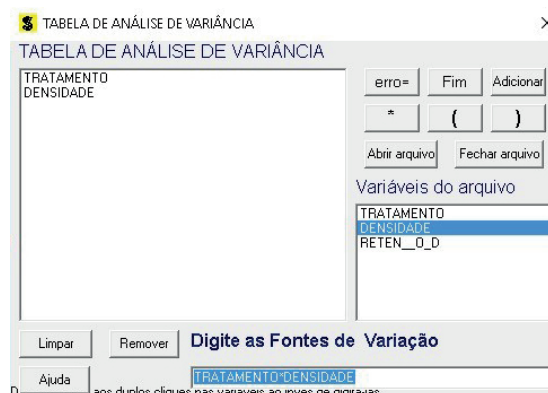 TABELA DE ANÁLISE DE VARIÂNCIA
TABELA DE ANÁLISE DE VARIÂNCIA
TRATAMENTO
DENSIDADE
erro= Fim Adicionar
* ( )
Abrir arquivo Fechar arquivo
Variáveis do arquivo
TRATAMENTO
DENSIDADE
RETEN__O_D
Limpar Remover Digite as Fontes de Variação
Ajuda TRATAMENTO*DENSIDADE
aos duplos cliques nas variáveis ao invés de digitá-las